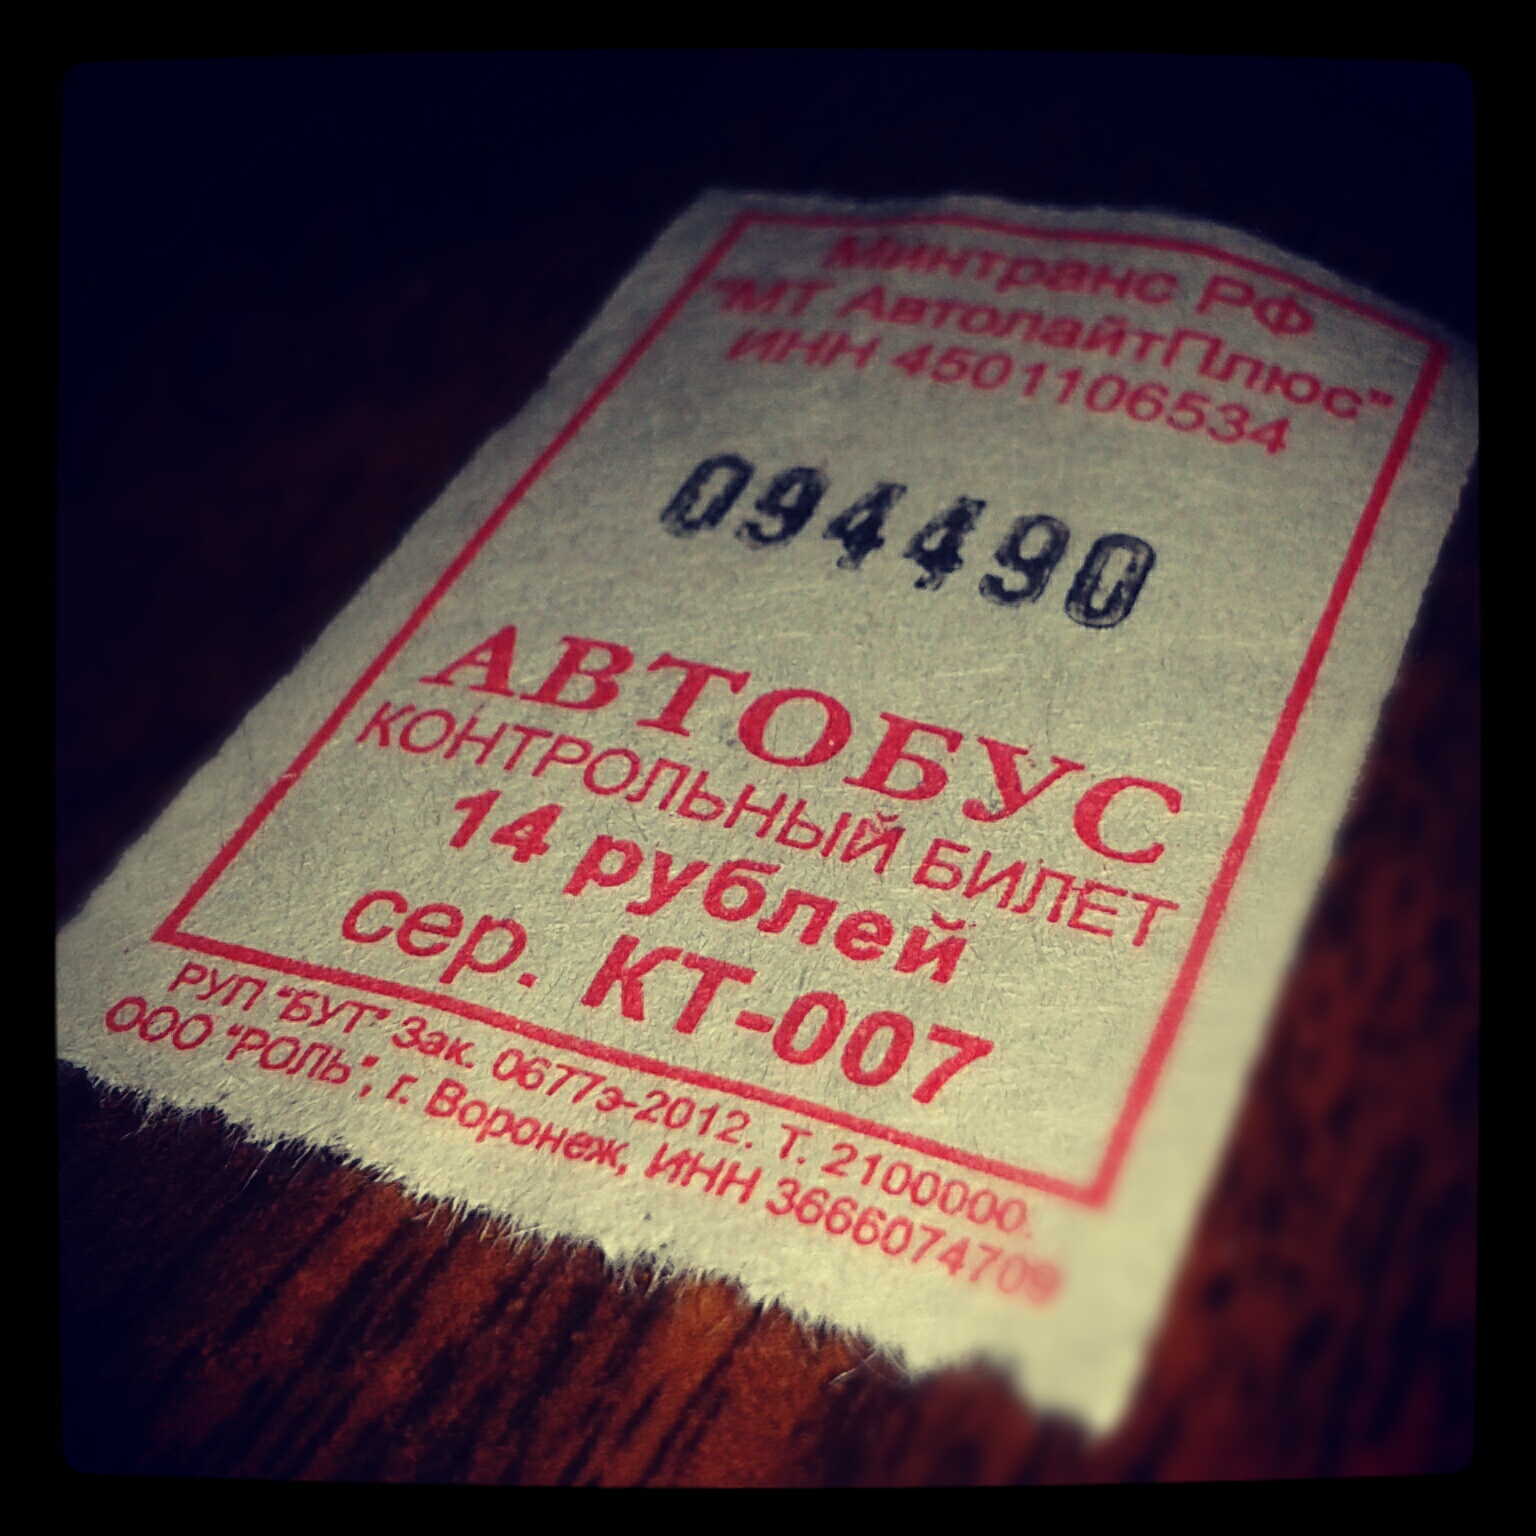 Минтранс РФ
"МТ АвтолайтПлюс"
ИНН 4501106534
094490
АВТОБУС
КОНТРОЛЬНЫЙ БИЛЕТ
14 рублей
сер. КТ-007
РУП "БУТ" Зак. 0677э-2012. Т. 2100000.
ООО "РОЛЬ", г. Воронеж, ИНН 3666074709